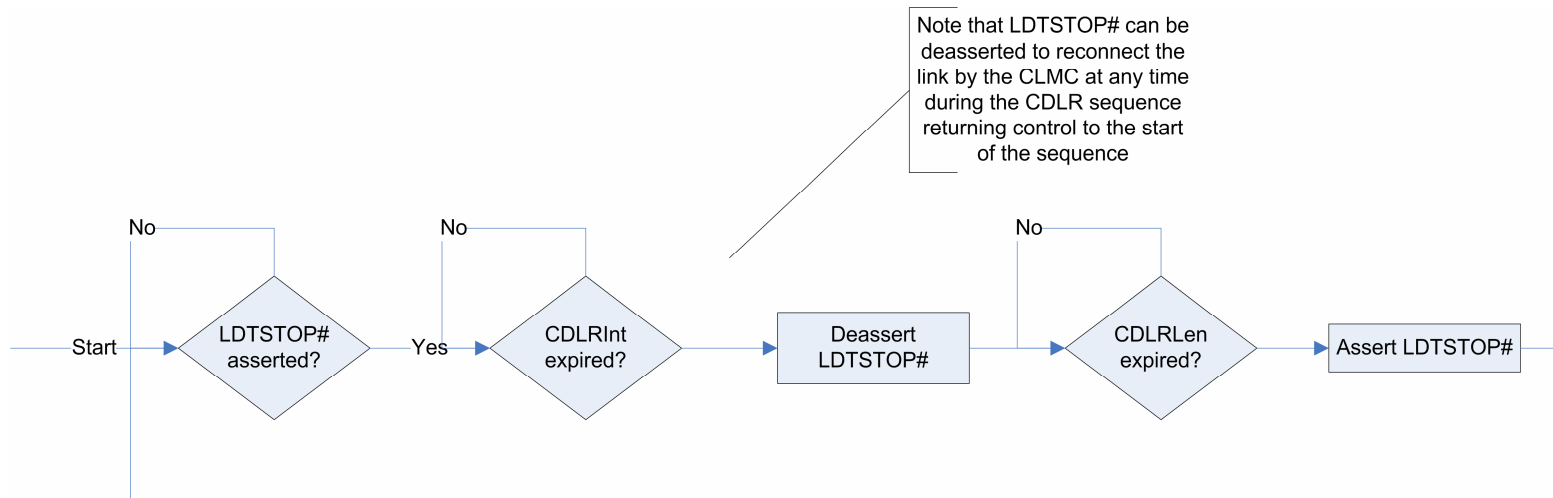 Note that LDTSTOP# can be
deasserted to reconnect the
link by the CLMC at any time
during the CDLR sequence
returning control to the start
of the sequence
No
No
No
Start
LDTSTOP#
asserted?
Yes
CDLRInt
expired?
Deassert
LDTSTOP#
CDLRLen
expired?
Assert LDTSTOP#